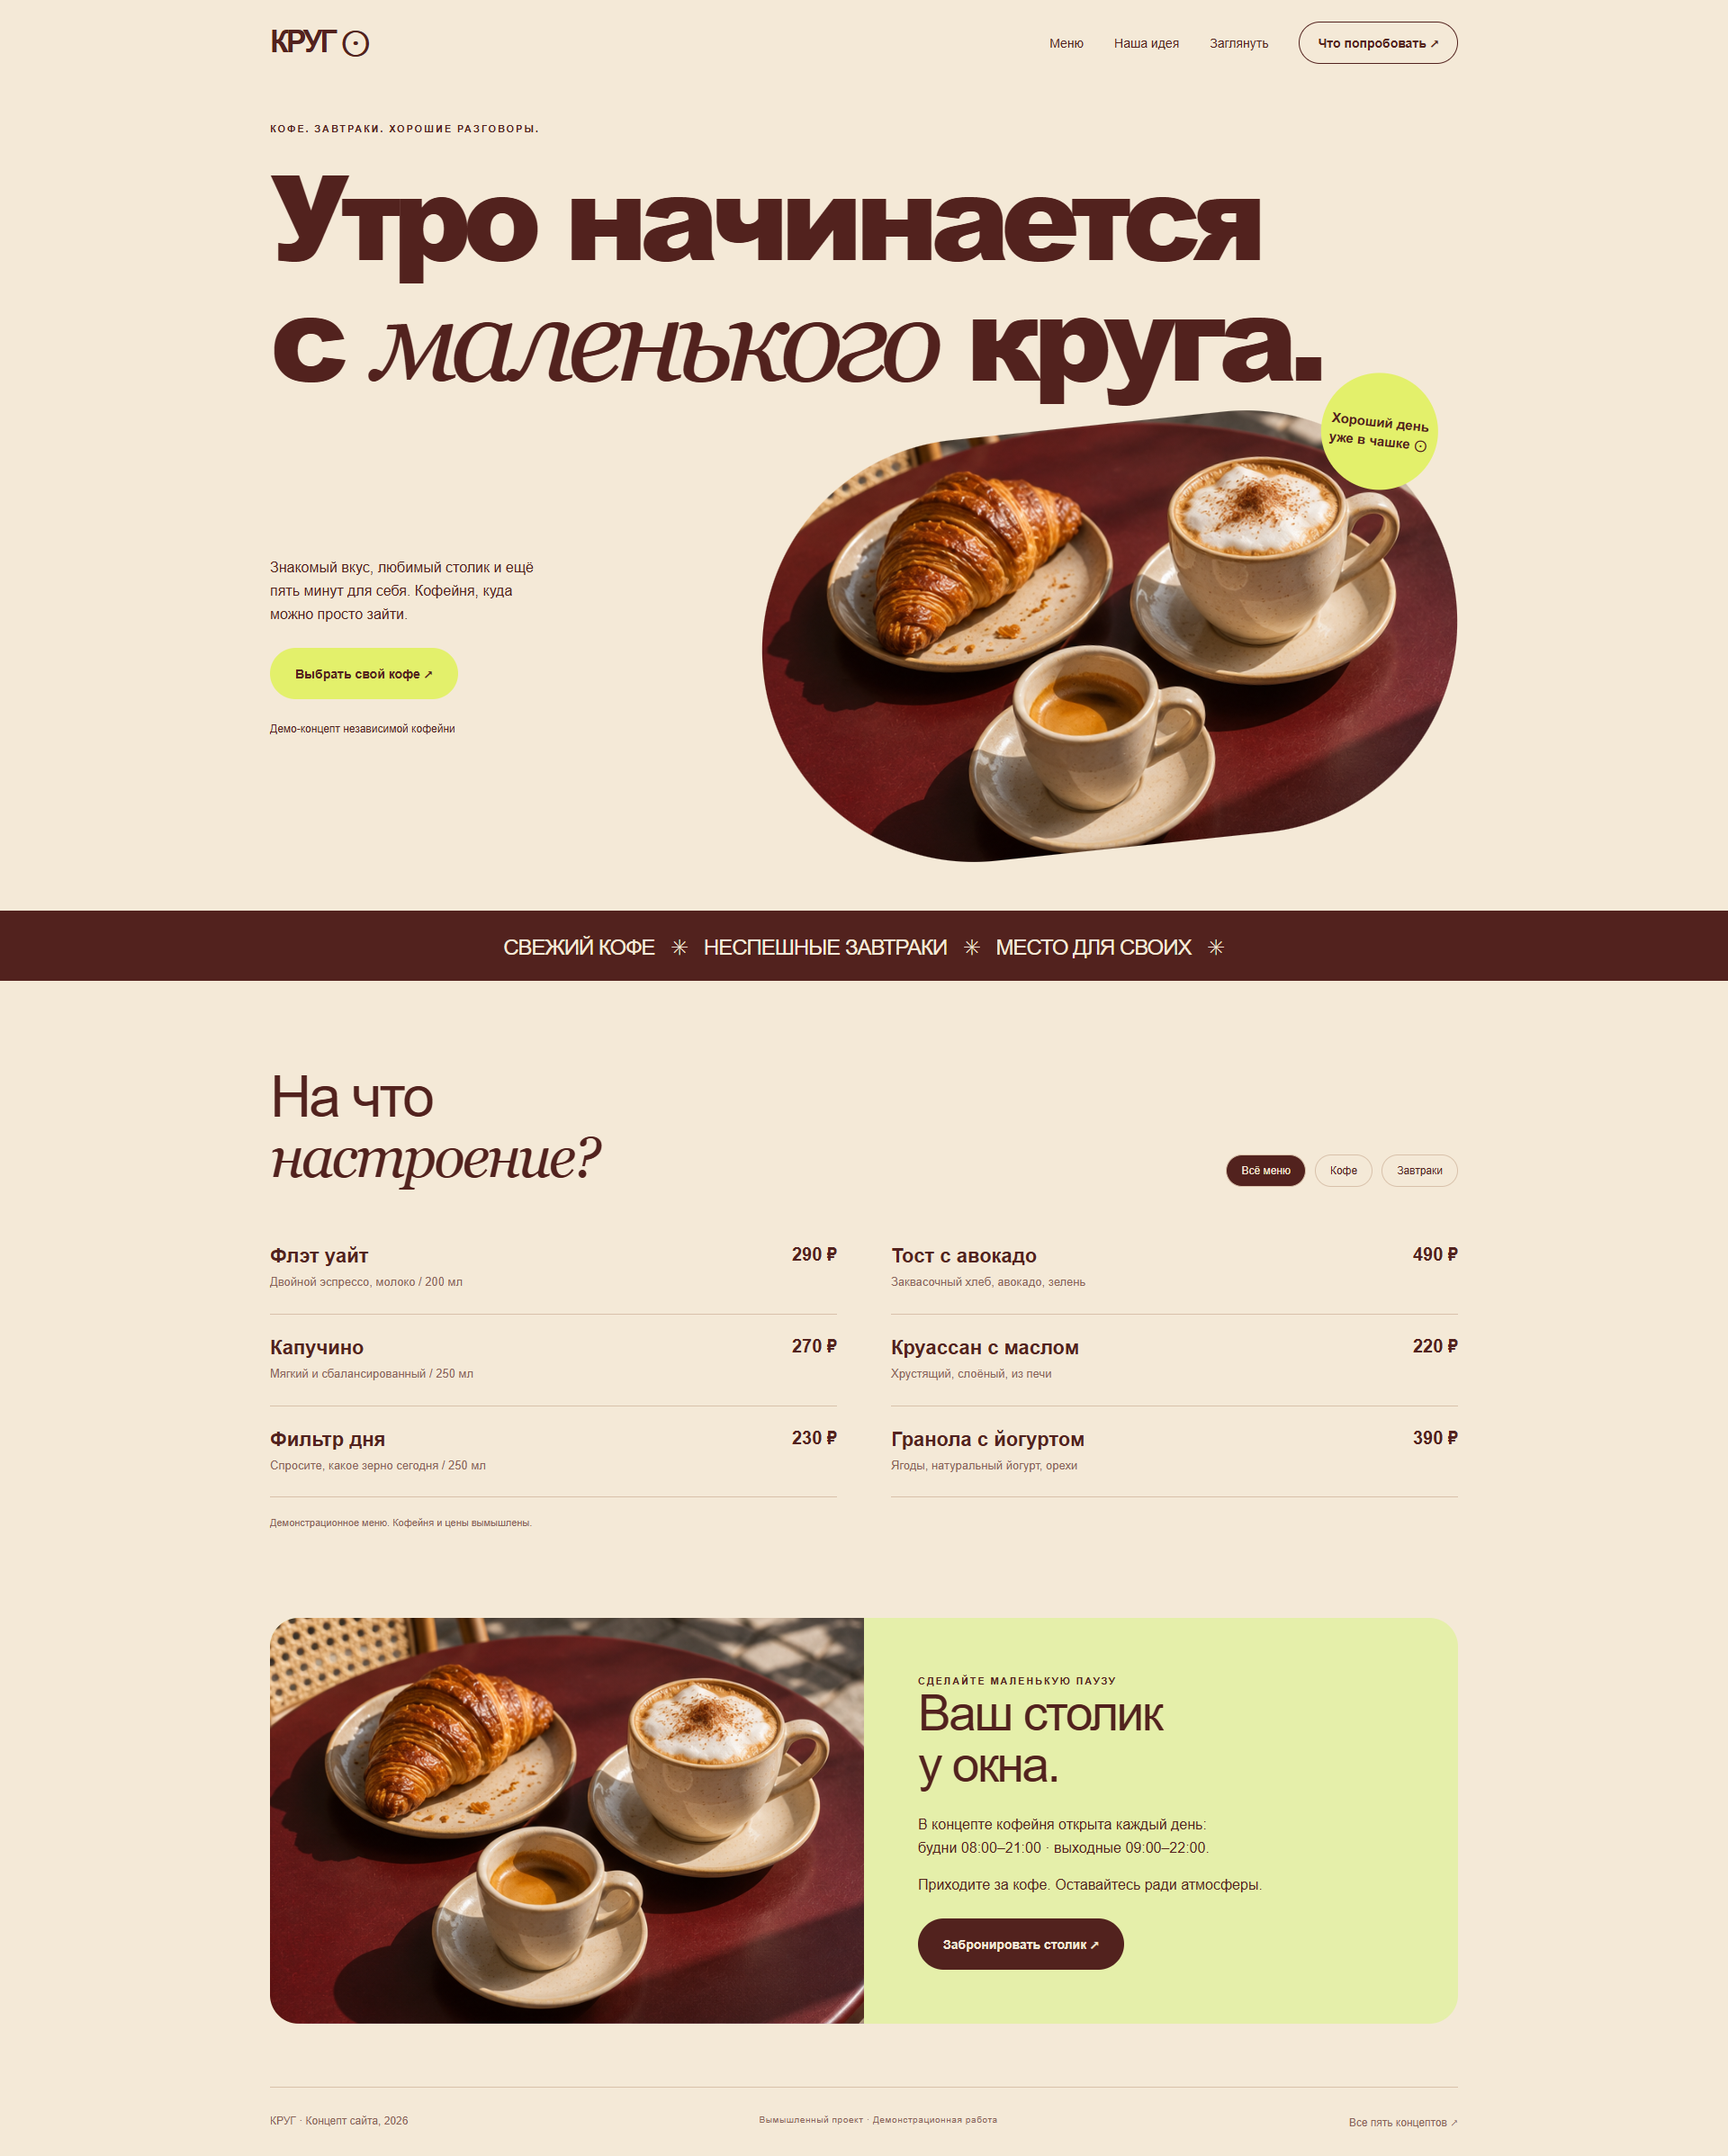 КРУГ ⊙
Меню
Наша идея
Заглянуть
Что попробовать ↗
КОФЕ. ЗАВТРАКИ. ХОРОШИЕ РАЗГОВОРЫ.
Утро начинается
с маленького круга.
Хороший день
уже в чашке ⊙
Знакомый вкус, любимый столик и ещё
пять минут для себя. Кофейня, куда
можно просто зайти.
Выбрать свой кофе ↗
Демо-концепт независимой кофейни
СВЕЖИЙ КОФЕ ✳ НЕСПЕШНЫЕ ЗАВТРАКИ ✳ МЕСТО ДЛЯ СВОИХ ✳
На что
настроение?
Всё меню
Кофе
Завтраки
Флэт уайт 290 ₽
Двойной эспрессо, молоко / 200 мл
Тост с авокадо 490 ₽
Заквасочный хлеб, авокадо, зелень
Капучино 270 ₽
Мягкий и сбалансированный / 250 мл
Круассан с маслом 220 ₽
Хрустящий, слоёный, из печи
Фильтр дня 230 ₽
Спросите, какое зерно сегодня / 250 мл
Гранола с йогуртом 390 ₽
Ягоды, натуральный йогурт, орехи
Демонстрационное меню. Кофейня и цены вымышлены.
СДЕЛАЙТЕ МАЛЕНЬКУЮ ПАУЗУ
Ваш столик
у окна.
В концепте кофейня открыта каждый день:
будни 08:00–21:00 · выходные 09:00–22:00.
Приходите за кофе. Оставайтесь ради атмосферы.
Забронировать столик ↗
КРУГ · Концепт сайта, 2026
Вымышленный проект · Демонстрационная работа
Все пять концептов ↗